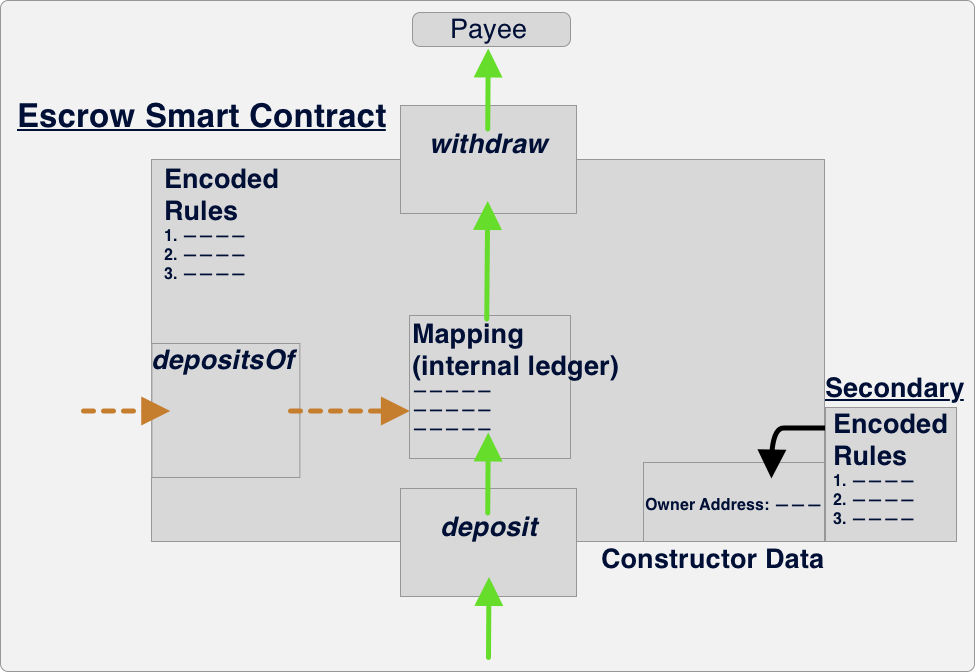 Payee
Escrow Smart Contract
withdraw
Encoded
Rules
1. ————
2. ————
3. ————
depositsOf
Mapping
(internal ledger)
—————
—————
—————
Secondary
Encoded
Rules
1. ————
2. ————
3. ————
Owner Address: ———
deposit
Constructor Data